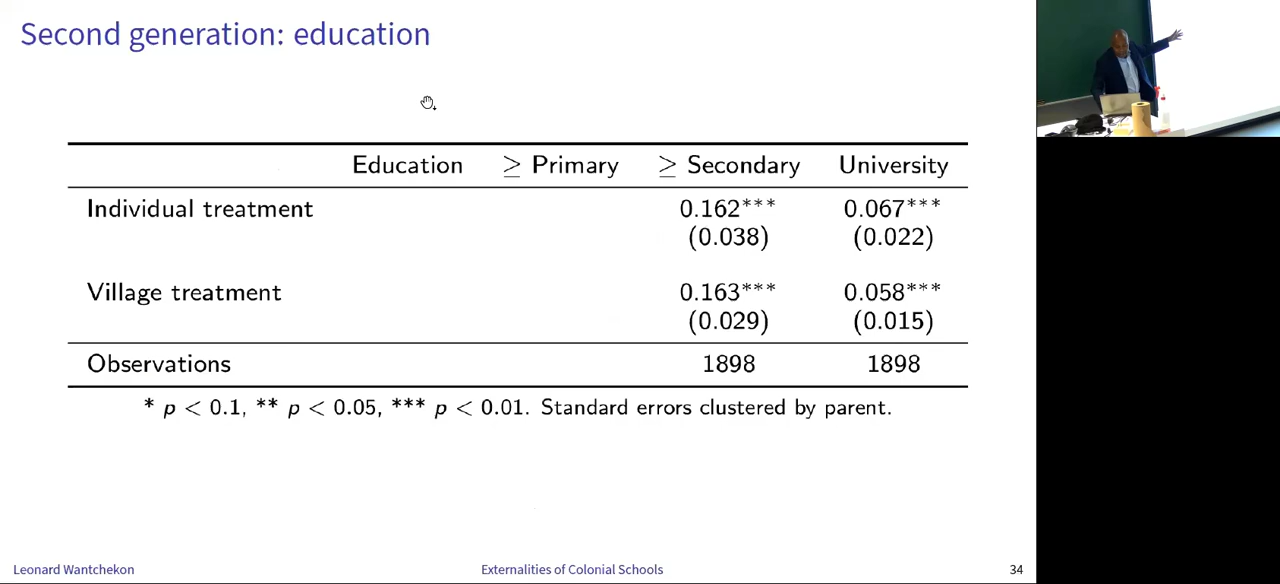 Second generation: education
Education ≥ Primary ≥ Secondary University
Individual treatment 0.162*** 0.067***
(0.038) (0.022)
Village treatment 0.163*** 0.058***
(0.029) (0.015)
Observations 1898 1898
* p < 0.1, ** p < 0.05, *** p < 0.01. Standard errors clustered by parent.
Leonard Wantchekon Externalities of Colonial Schools 34